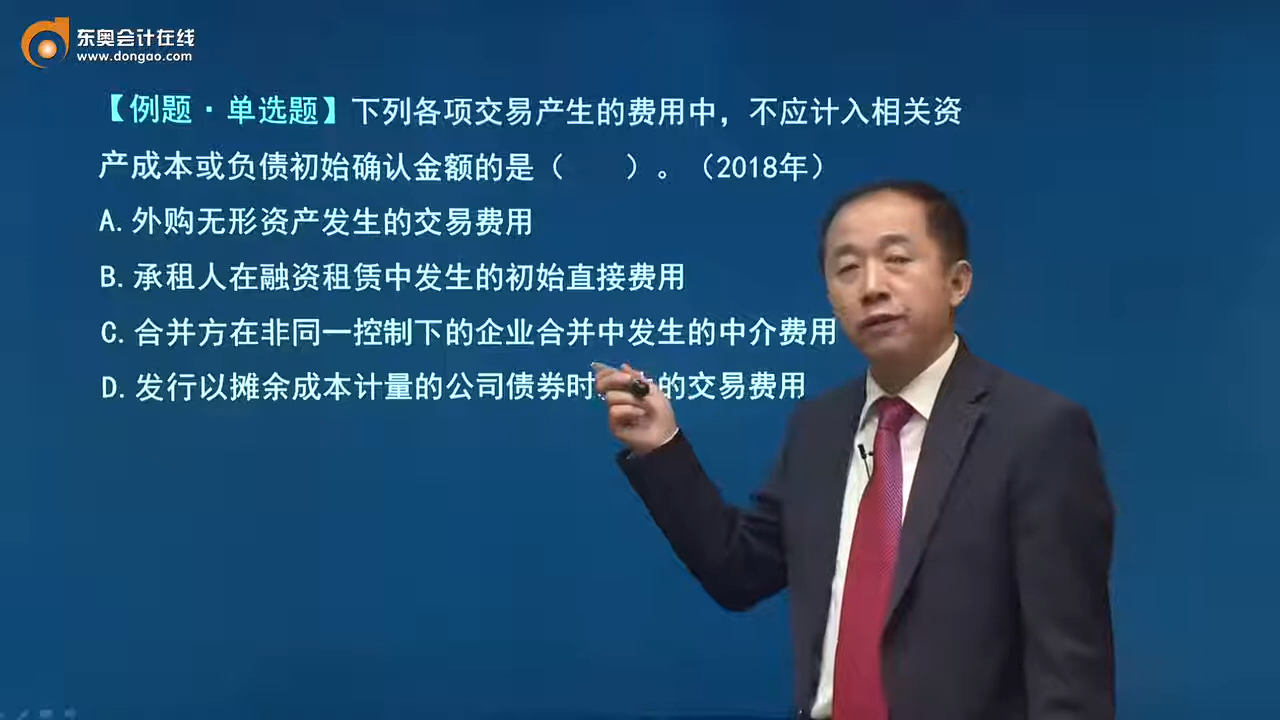 东奥会计在线
www.dongao.com
【例题·单选题】下列各项交易产生的费用中，不应计入相关资
产成本或负债初始确认金额的是（　　）。（2018年）
A.外购无形资产发生的交易费用
B.承租人在融资租赁中发生的初始直接费用
C.合并方在非同一控制下的企业合并中发生的中介费用
D.发行以摊余成本计量的公司债券时 的交易费用